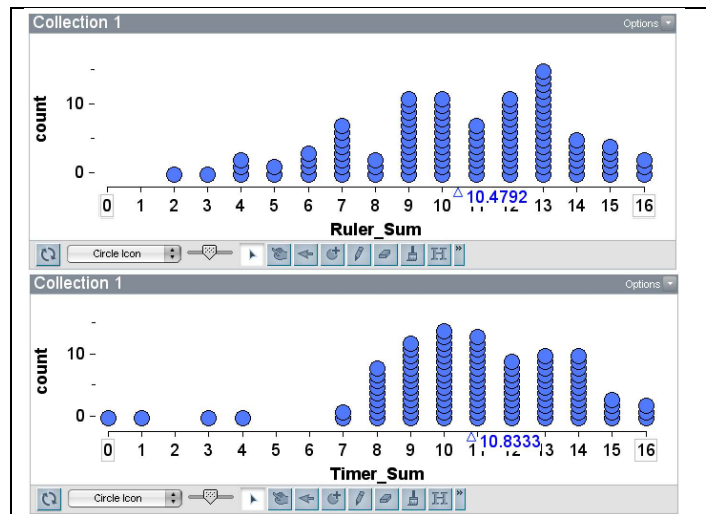 Collection 1 Options
count
10
0
0 1 2 3 4 5 6 7 8 9 10 11 12 13 14 15 16
10.4792
Ruler_Sum
Circle Icon »
Collection 1 Options
count
10
0
0 1 2 3 4 5 6 7 8 9 10 11 12 13 14 15 16
10.8333
Timer_Sum
Circle Icon »